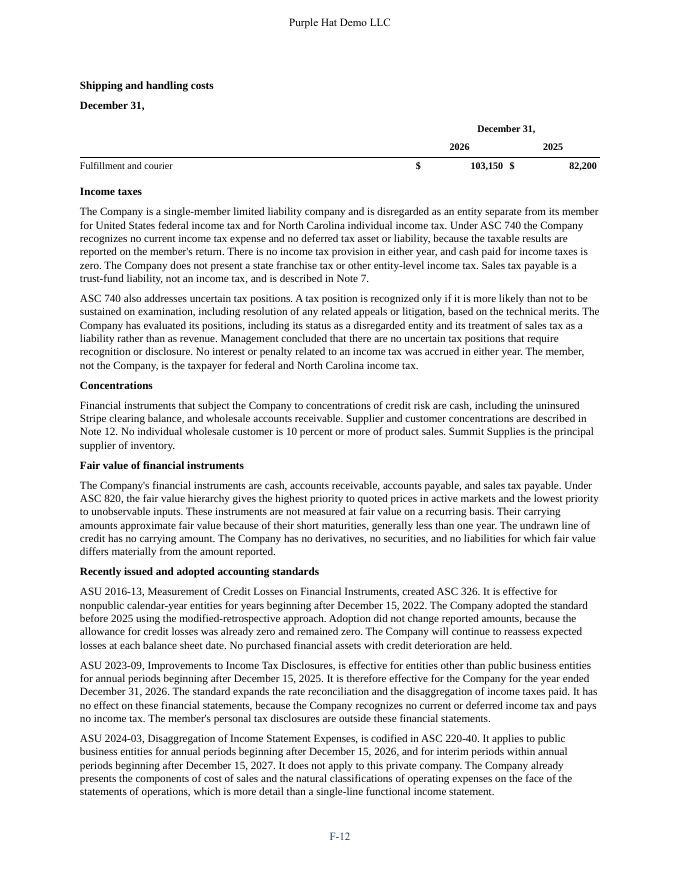 Purple Hat Demo LLC
Shipping and handling costs
December 31,
December 31,
2026 2025
Fulfillment and courier $ 103,150 $ 82,200
Income taxes
The Company is a single-member limited liability company and is disregarded as an entity separate from its member
for United States federal income tax and for North Carolina individual income tax. Under ASC 740 the Company
recognizes no current income tax expense and no deferred tax asset or liability, because the taxable results are
reported on the member's return. There is no income tax provision in either year, and cash paid for income taxes is
zero. The Company does not present a state franchise tax or other entity-level income tax. Sales tax payable is a
trust-fund liability, not an income tax, and is described in Note 7.
ASC 740 also addresses uncertain tax positions. A tax position is recognized only if it is more likely than not to be
sustained on examination, including resolution of any related appeals or litigation, based on the technical merits. The
Company has evaluated its positions, including its status as a disregarded entity and its treatment of sales tax as a
liability rather than as revenue. Management concluded that there are no uncertain tax positions that require
recognition or disclosure. No interest or penalty related to an income tax was accrued in either year. The member,
not the Company, is the taxpayer for federal and North Carolina income tax.
Concentrations
Financial instruments that subject the Company to concentrations of credit risk are cash, including the uninsured
Stripe clearing balance, and wholesale accounts receivable. Supplier and customer concentrations are described in
Note 12. No individual wholesale customer is 10 percent or more of product sales. Summit Supplies is the principal
supplier of inventory.
Fair value of financial instruments
The Company's financial instruments are cash, accounts receivable, accounts payable, and sales tax payable. Under
ASC 820, the fair value hierarchy gives the highest priority to quoted prices in active markets and the lowest priority
to unobservable inputs. These instruments are not measured at fair value on a recurring basis. Their carrying
amounts approximate fair value because of their short maturities, generally less than one year. The undrawn line of
credit has no carrying amount. The Company has no derivatives, no securities, and no liabilities for which fair value
differs materially from the amount reported.
Recently issued and adopted accounting standards
ASU 2016-13, Measurement of Credit Losses on Financial Instruments, created ASC 326. It is effective for
nonpublic calendar-year entities for years beginning after December 15, 2022. The Company adopted the standard
before 2025 using the modified-retrospective approach. Adoption did not change reported amounts, because the
allowance for credit losses was already zero and remained zero. The Company will continue to reassess expected
losses at each balance sheet date. No purchased financial assets with credit deterioration are held.
ASU 2023-09, Improvements to Income Tax Disclosures, is effective for entities other than public business entities
for annual periods beginning after December 15, 2025. It is therefore effective for the Company for the year ended
December 31, 2026. The standard expands the rate reconciliation and the disaggregation of income taxes paid. It has
no effect on these financial statements, because the Company recognizes no current or deferred income tax and pays
no income tax. The member's personal tax disclosures are outside these financial statements.
ASU 2024-03, Disaggregation of Income Statement Expenses, is codified in ASC 220-40. It applies to public
business entities for annual periods beginning after December 15, 2026, and for interim periods within annual
periods beginning after December 15, 2027. It does not apply to this private company. The Company already
presents the components of cost of sales and the natural classifications of operating expenses on the face of the
statements of operations, which is more detail than a single-line functional income statement.
F-12